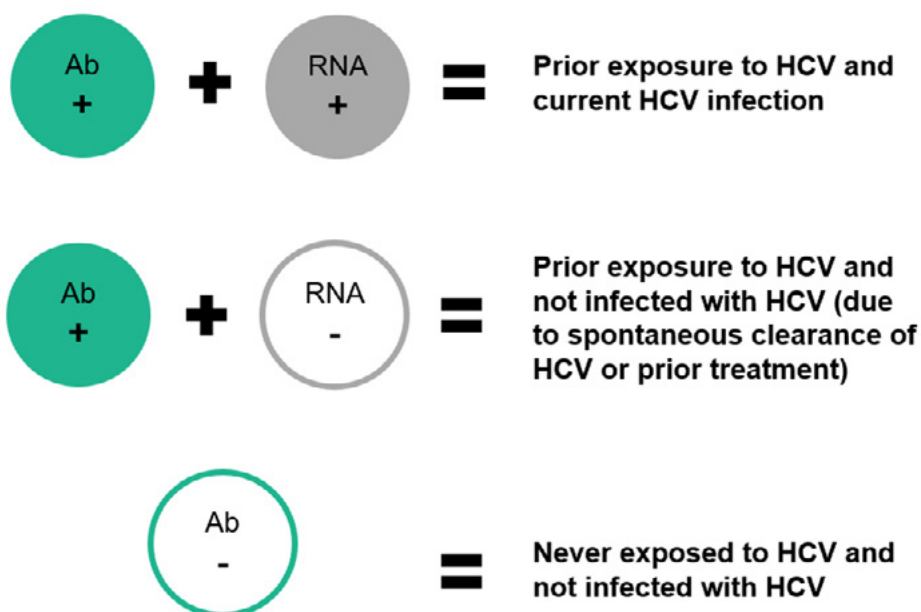 Ab
+
+
RNA
+
=
Prior exposure to HCV and
current HCV infection
Ab
+
+
RNA
-
=
Prior exposure to HCV and
not infected with HCV (due
to spontaneous clearance of
HCV or prior treatment)
Ab
-
=
Never exposed to HCV and
not infected with HCV